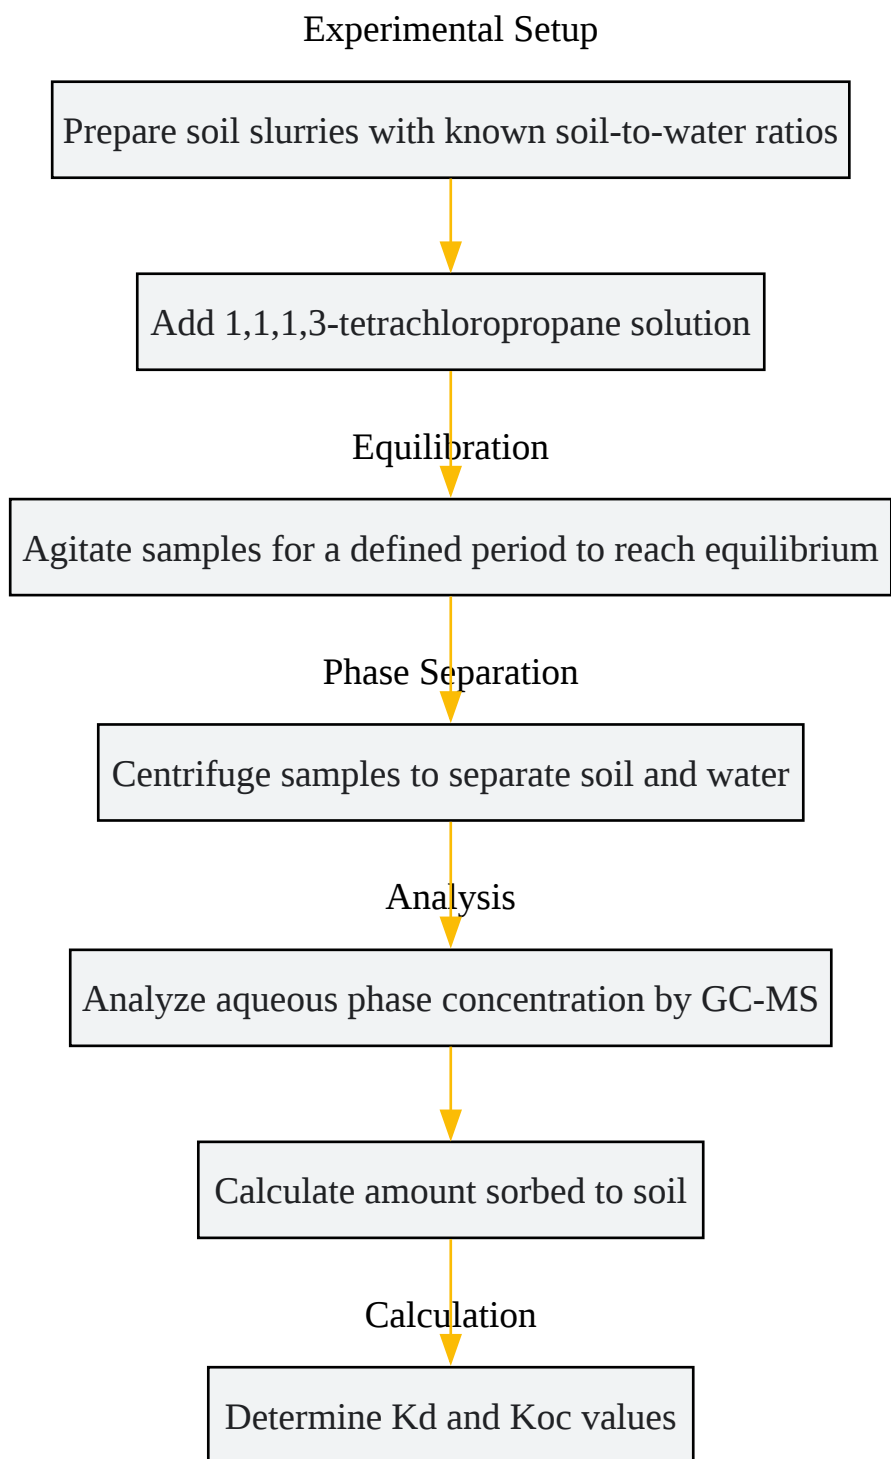 Experimental Setup
Prepare soil slurries with known soil-to-water ratios
Add 1,1,1,3-tetrachloropropane solution
Equilibration
Agitate samples for a defined period to reach equilibrium
Phase Separation
Centrifuge samples to separate soil and water
Analysis
Analyze aqueous phase concentration by GC-MS
Calculate amount sorbed to soil
Calculation
Determine Kd and Koc values